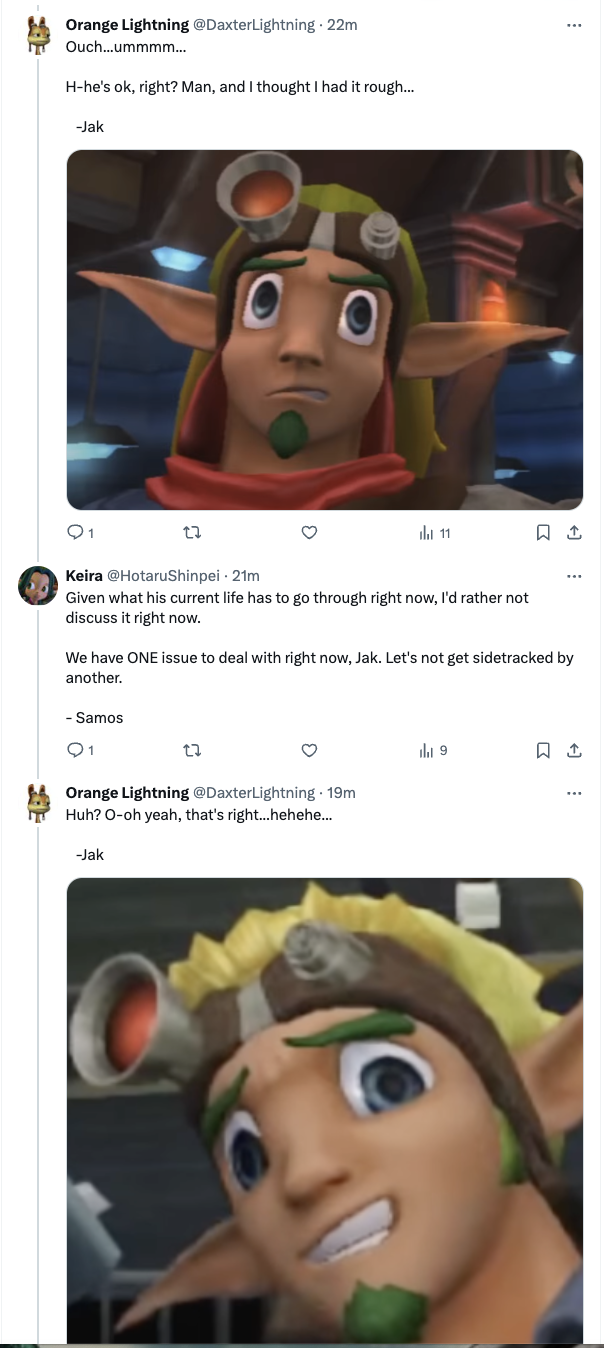 Orange Lightning @DaxterLightning · 22m
Ouch...ummmm...
H-he's ok, right? Man, and I thought I had it rough...
-Jak
1 11
Keira @HotaruShinpei · 21m
Given what his current life has to go through right now, I'd rather not
discuss it right now.
We have ONE issue to deal with right now, Jak. Let's not get sidetracked by
another.
- Samos
1 9
Orange Lightning @DaxterLightning · 19m
Huh? O-oh yeah, that's right...hehehe...
-Jak